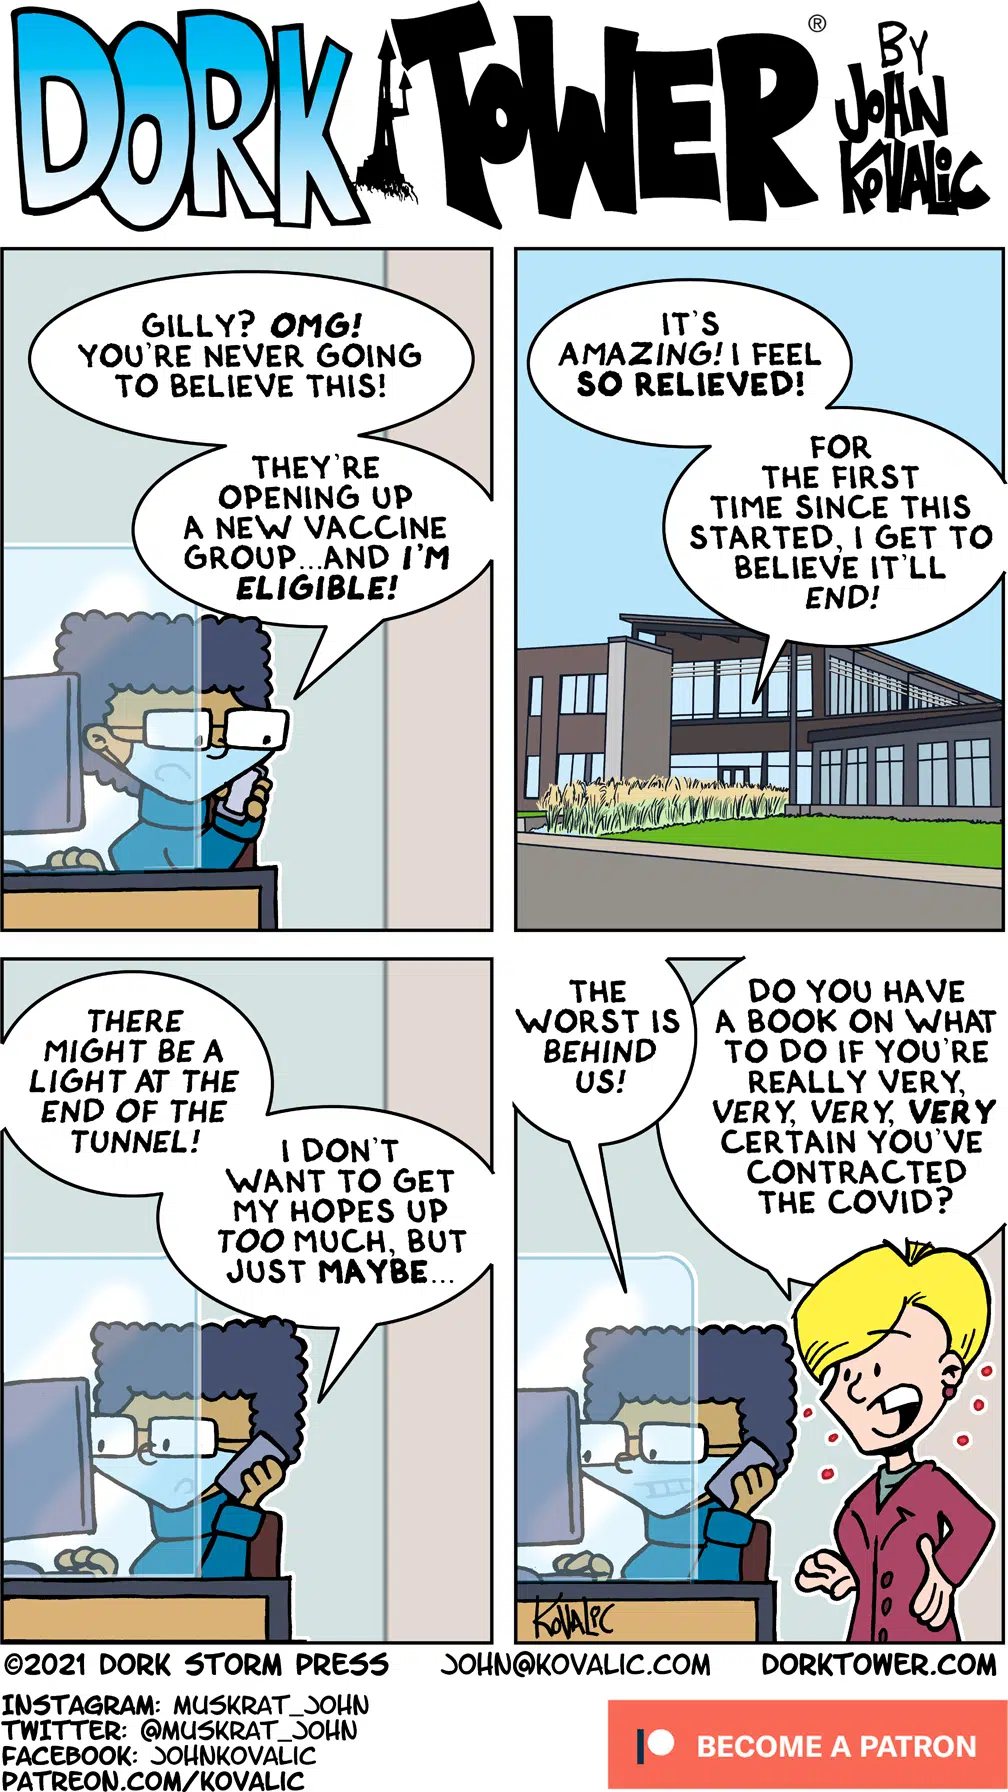 DORK TOWER ®
BY
JOHN
KOVALIC
GILLY? OMG!
YOU'RE NEVER GOING
TO BELIEVE THIS!
THEY'RE
OPENING UP
A NEW VACCINE
GROUP...AND I'M
ELIGIBLE!
IT'S
AMAZING! I FEEL
SO RELIEVED!
FOR
THE FIRST
TIME SINCE THIS
STARTED, I GET TO
BELIEVE IT'LL
END!
THERE
MIGHT BE A
LIGHT AT THE
END OF THE
TUNNEL!
I DON'T
WANT TO GET
MY HOPES UP
TOO MUCH, BUT
JUST MAYBE...
THE
WORST IS
BEHIND
US!
DO YOU HAVE
A BOOK ON WHAT
TO DO IF YOU'RE
REALLY VERY,
VERY, VERY, VERY
CERTAIN YOU'VE
CONTRACTED
THE COVID?
KOVALIC
©2021 DORK STORM PRESS JOHN@KOVALIC.COM DORKTOWER.COM
INSTAGRAM: MUSKRAT_JOHN
TWITTER: @MUSKRAT_JOHN
FACEBOOK: JOHNKOVALIC
PATREON.COM/KOVALIC
BECOME A PATRON